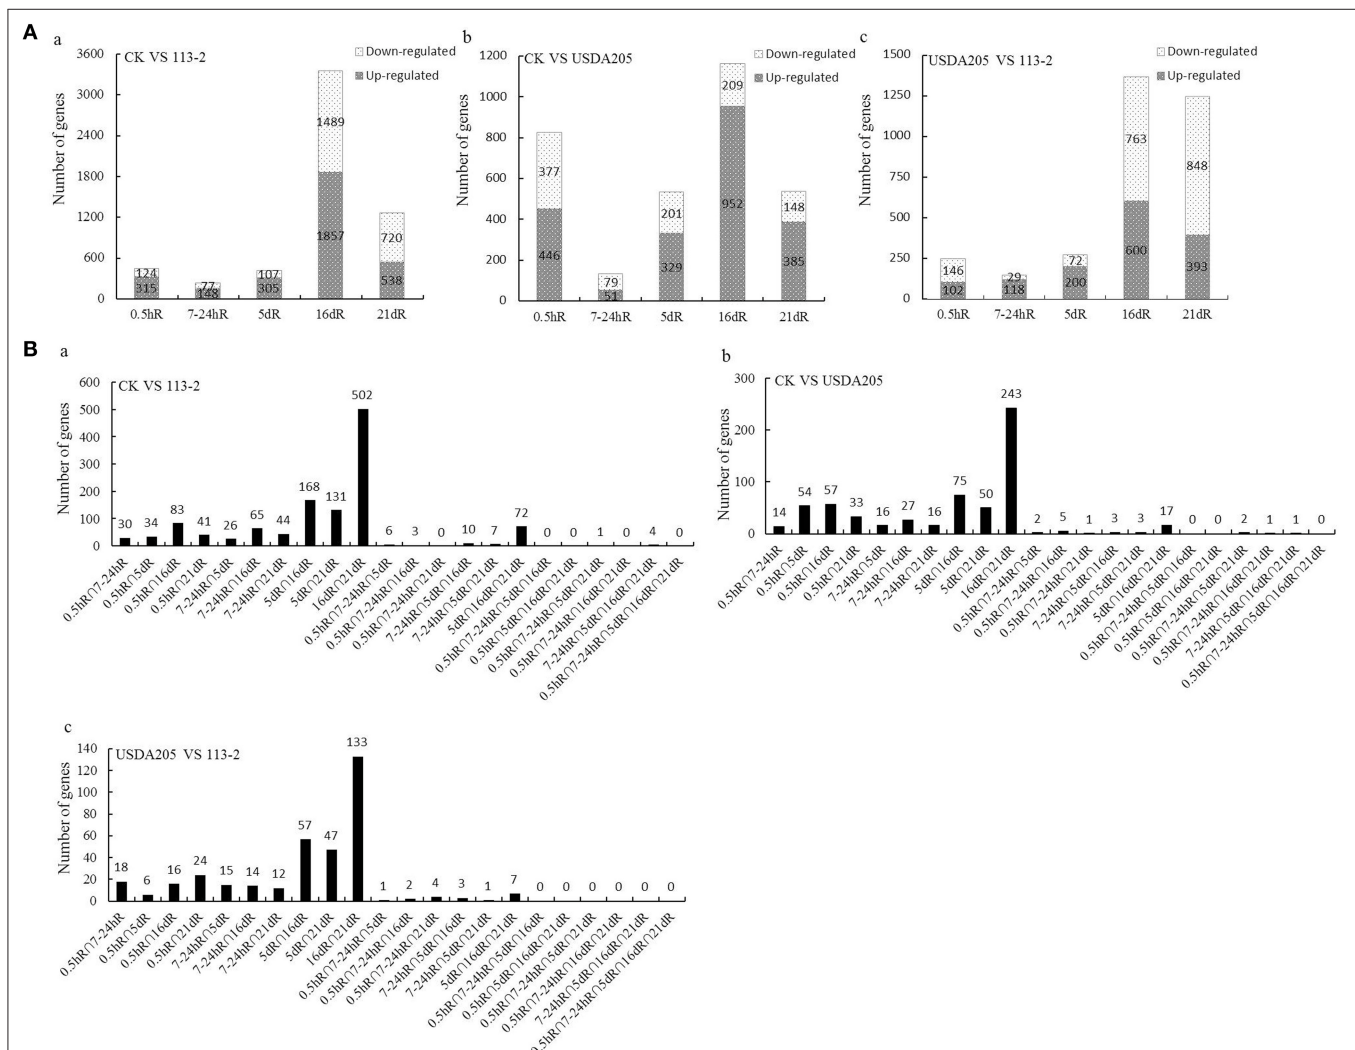 A
a
CK VS 113-2
Down-regulated
Up-regulated
Number of genes
3600
3000
2400
1800
1200
600
0
124
315
77
148
107
305
1489
1857
720
538
0.5hR
7-24hR
5dR
16dR
21dR
b
CK VS USDA205
Down-regulated
Up-regulated
Number of genes
1200
1000
800
600
400
200
0
377
446
79
51
201
329
209
952
148
385
0.5hR
7-24hR
5dR
16dR
21dR
c
USDA205 VS 113-2
Down-regulated
Up-regulated
Number of genes
1500
1250
1000
750
500
250
0
146
102
29
118
72
200
763
600
848
393
0.5hR
7-24hR
5dR
16dR
21dR
B
a
CK VS 113-2
Number of genes
600
500
400
300
200
100
0
30 34 83 41 26 65 44 168 131 502 6 3 0 10 7 72 0 0 1 0 4 0
0.5hR∩7-24hR
0.5hR∩5dR
0.5hR∩16dR
0.5hR∩21dR
7-24hR∩5dR
7-24hR∩16dR
7-24hR∩21dR
5dR∩16dR
5dR∩21dR
16dR∩21dR
0.5hR∩7-24hR∩5dR
0.5hR∩7-24hR∩16dR
0.5hR∩7-24hR∩21dR
7-24hR∩5dR∩16dR
7-24hR∩5dR∩21dR
5dR∩16dR∩21dR
0.5hR∩7-24hR∩5dR∩16dR
0.5hR∩5dR∩16dR∩21dR
0.5hR∩7-24hR∩5dR∩21dR
0.5hR∩7-24hR∩16dR∩21dR
7-24hR∩5dR∩16dR∩21dR
0.5hR∩7-24hR∩5dR∩16dR∩21dR
b
CK VS USDA205
Number of genes
300
200
100
0
14 54 57 33 16 27 16 75 50 243 2 5 1 3 3 17 0 0 2 1 1 0
0.5hR∩7-24hR
0.5hR∩5dR
0.5hR∩16dR
0.5hR∩21dR
7-24hR∩5dR
7-24hR∩16dR
7-24hR∩21dR
5dR∩16dR
5dR∩21dR
16dR∩21dR
0.5hR∩7-24hR∩5dR
0.5hR∩7-24hR∩16dR
0.5hR∩7-24hR∩21dR
7-24hR∩5dR∩16dR
7-24hR∩5dR∩21dR
5dR∩16dR∩21dR
0.5hR∩7-24hR∩5dR∩16dR
0.5hR∩5dR∩16dR∩21dR
0.5hR∩7-24hR∩5dR∩21dR
0.5hR∩7-24hR∩16dR∩21dR
7-24hR∩5dR∩16dR∩21dR
0.5hR∩7-24hR∩5dR∩16dR∩21dR
c
USDA205 VS 113-2
Number of genes
140
120
100
80
60
40
20
0
18 6 16 24 15 14 12 57 47 133 1 2 4 3 1 7 0 0 0 0 0 0
0.5hR∩7-24hR
0.5hR∩5dR
0.5hR∩16dR
0.5hR∩21dR
7-24hR∩5dR
7-24hR∩16dR
7-24hR∩21dR
5dR∩16dR
5dR∩21dR
16dR∩21dR
0.5hR∩7-24hR∩5dR
0.5hR∩7-24hR∩16dR
0.5hR∩7-24hR∩21dR
7-24hR∩5dR∩16dR
7-24hR∩5dR∩21dR
5dR∩16dR∩21dR
0.5hR∩7-24hR∩5dR∩16dR
0.5hR∩5dR∩16dR∩21dR
0.5hR∩7-24hR∩5dR∩21dR
0.5hR∩7-24hR∩16dR∩21dR
7-24hR∩5dR∩16dR∩21dR
0.5hR∩7-24hR∩5dR∩16dR∩21dR